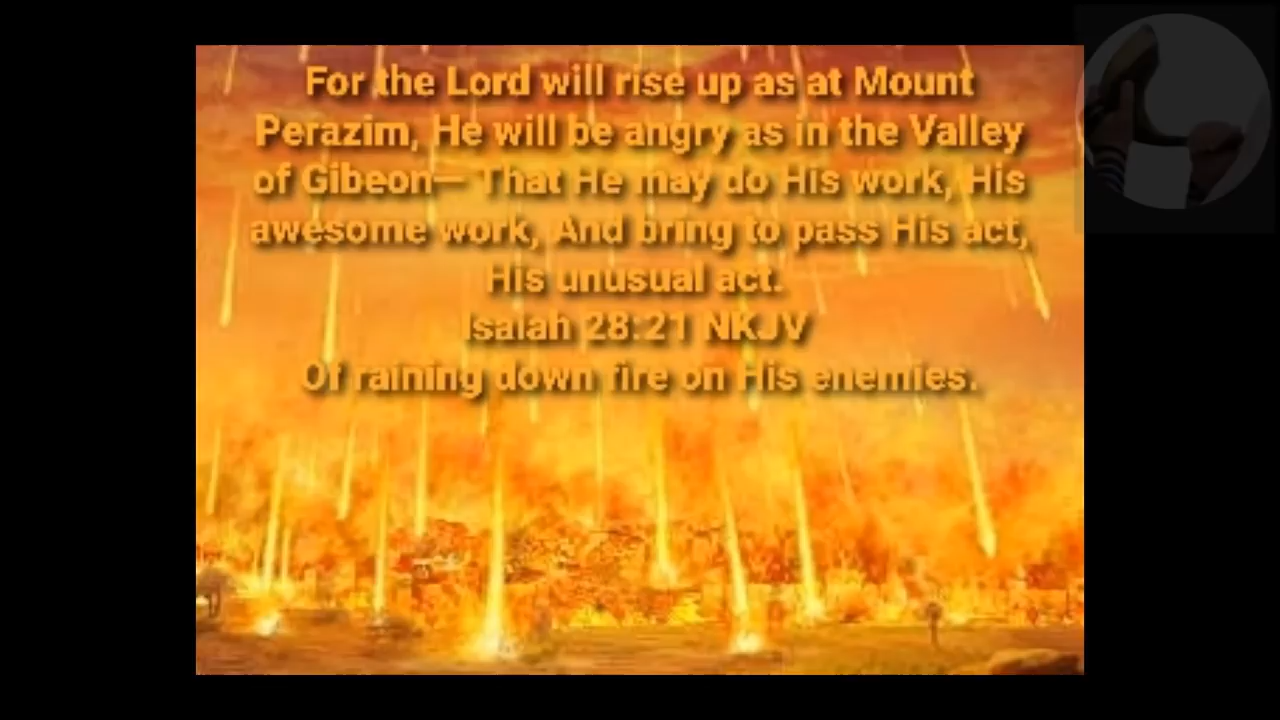 For the Lord will rise up as at Mount
Perazim, He will be angry as in the Valley
of Gibeon— That He may do His work, His
awesome work, And bring to pass His act,
His unusual act.
Isaiah 28:21 NKJV
Of raining down fire on His enemies.